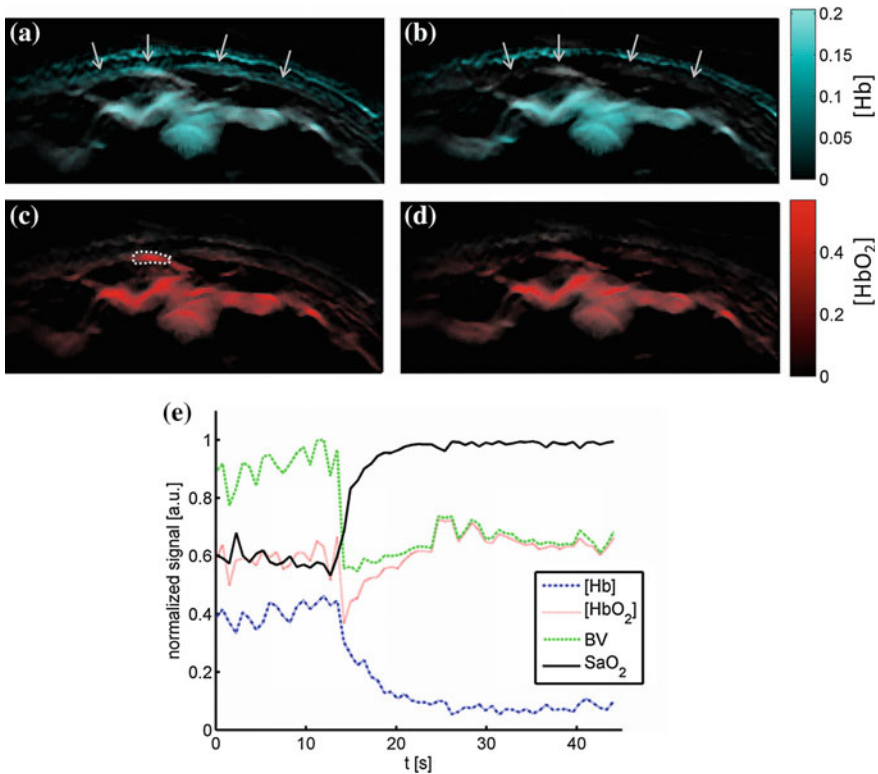 (a)
(b)
0.2
0.15
0.1
0.05
0
[Hb]
(c)
(d)
0.4
0.2
0
[HbO2]
(e)
1
0.8
0.6
0.4
0.2
0
normalized signal [a.u.]
[Hb]
[HbO2]
BV
SaO2
0 10 20 30 40
t [s]